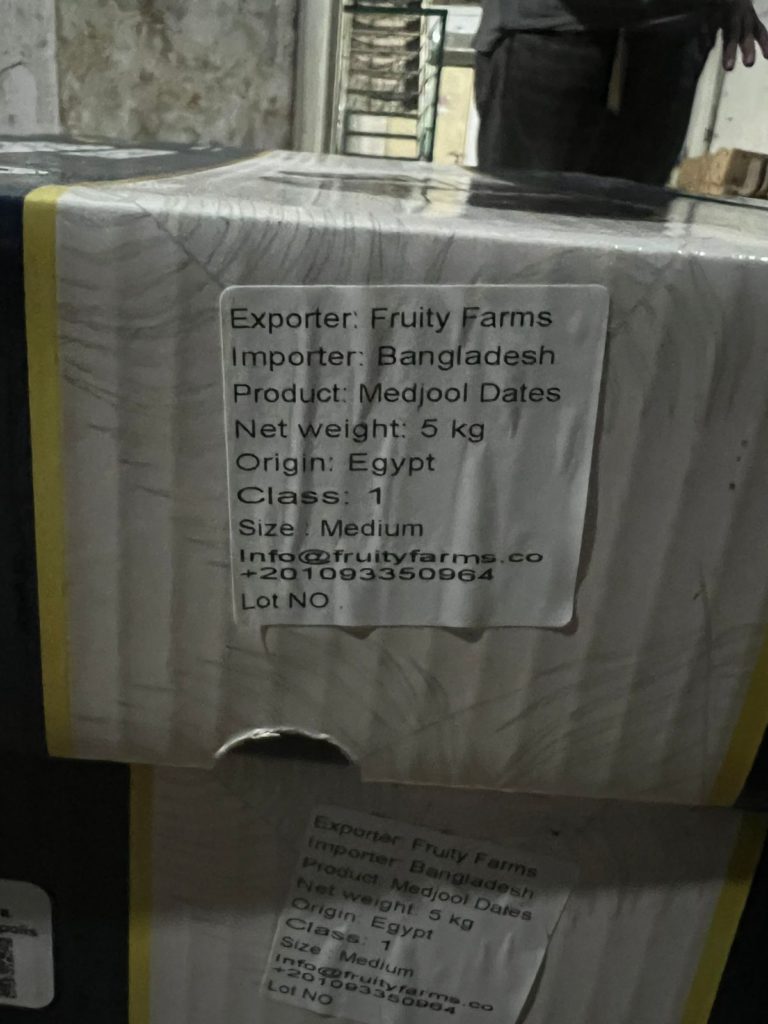 Exporter: Fruity Farms
Importer: Bangladesh
Product: Medjool Dates
Net weight: 5 kg
Origin: Egypt
Class: 1
Size : Medium
Info@fruityfarms.co
+201093350964
Lot NO .
Exporter: Fruity Farms
Importer: Bangladesh
Product: Medjool Dates
Net weight: 5 kg
Origin: Egypt
Class: 1
Size : Medium
Info@fruityfarms.co
+201093350964
Lot NO